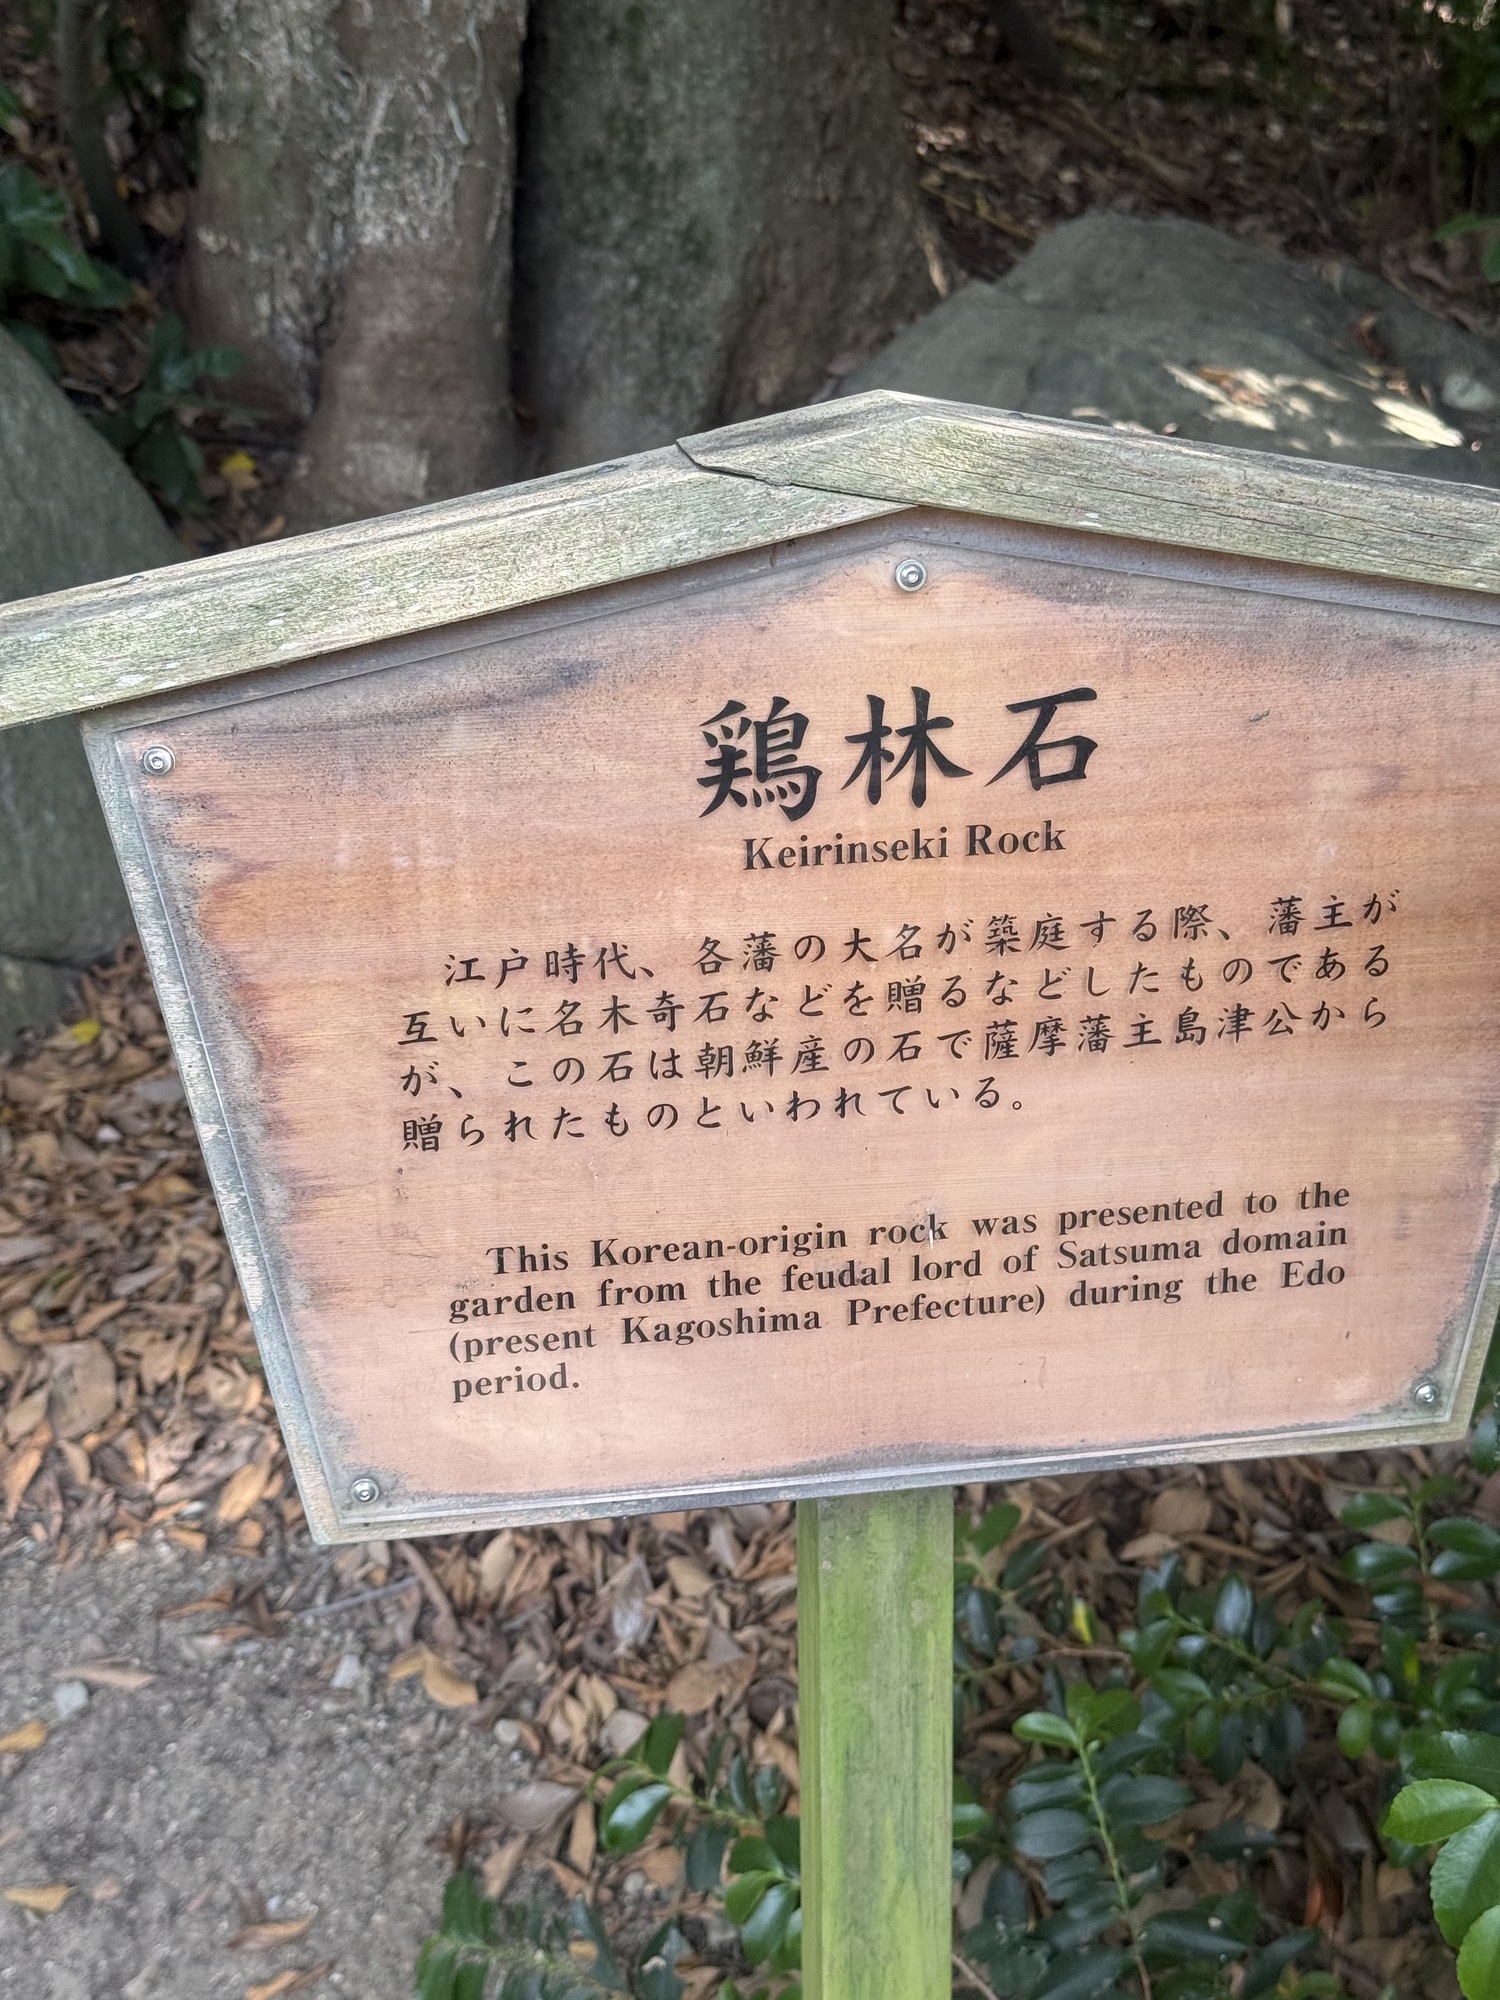 鶏林石
Keirinseki Rock
江戸時代、各藩の大名が築庭する際、藩主が
互いに名木奇石などを贈るなどしたものである
が、この石は朝鮮産の石で薩摩藩主島津公から
贈られたものといわれている。
This Korean-origin rock was presented to the
garden from the feudal lord of Satsuma domain
(present Kagoshima Prefecture) during the Edo
period.